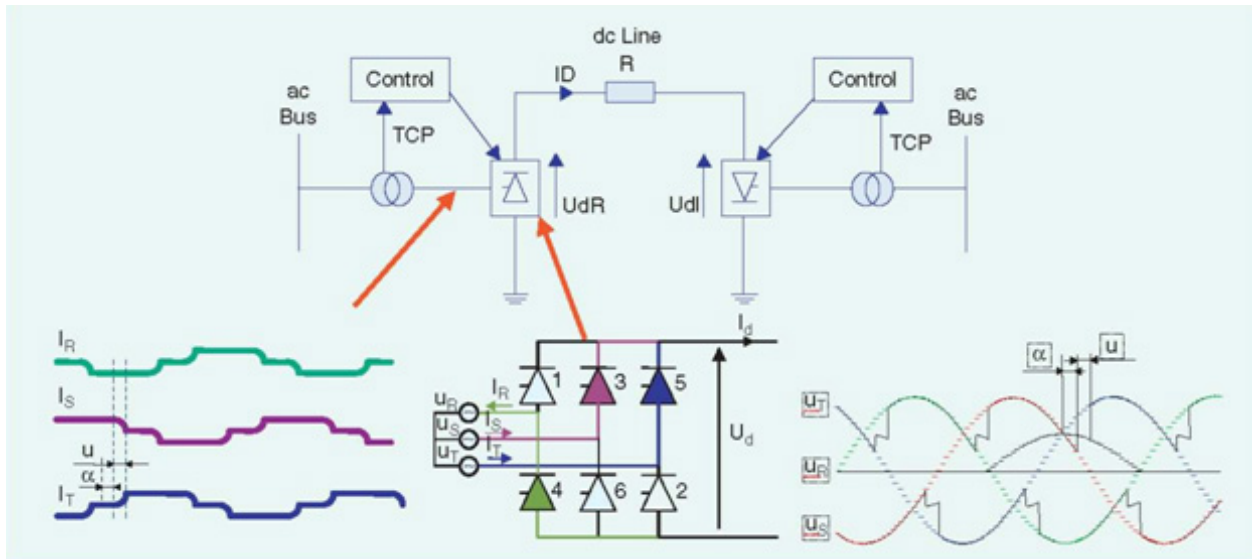 dc Line
R
Control
ID
Control
ac
Bus
TCP
ac
Bus
TCP
UdR
UdI
I_R
I_S
u
α
I_T
I_d
1
3
5
I_R
u_R
I_S
u_S
I_T
u_T
U_d
4
6
2
α
u
u_T
u_R
u_S